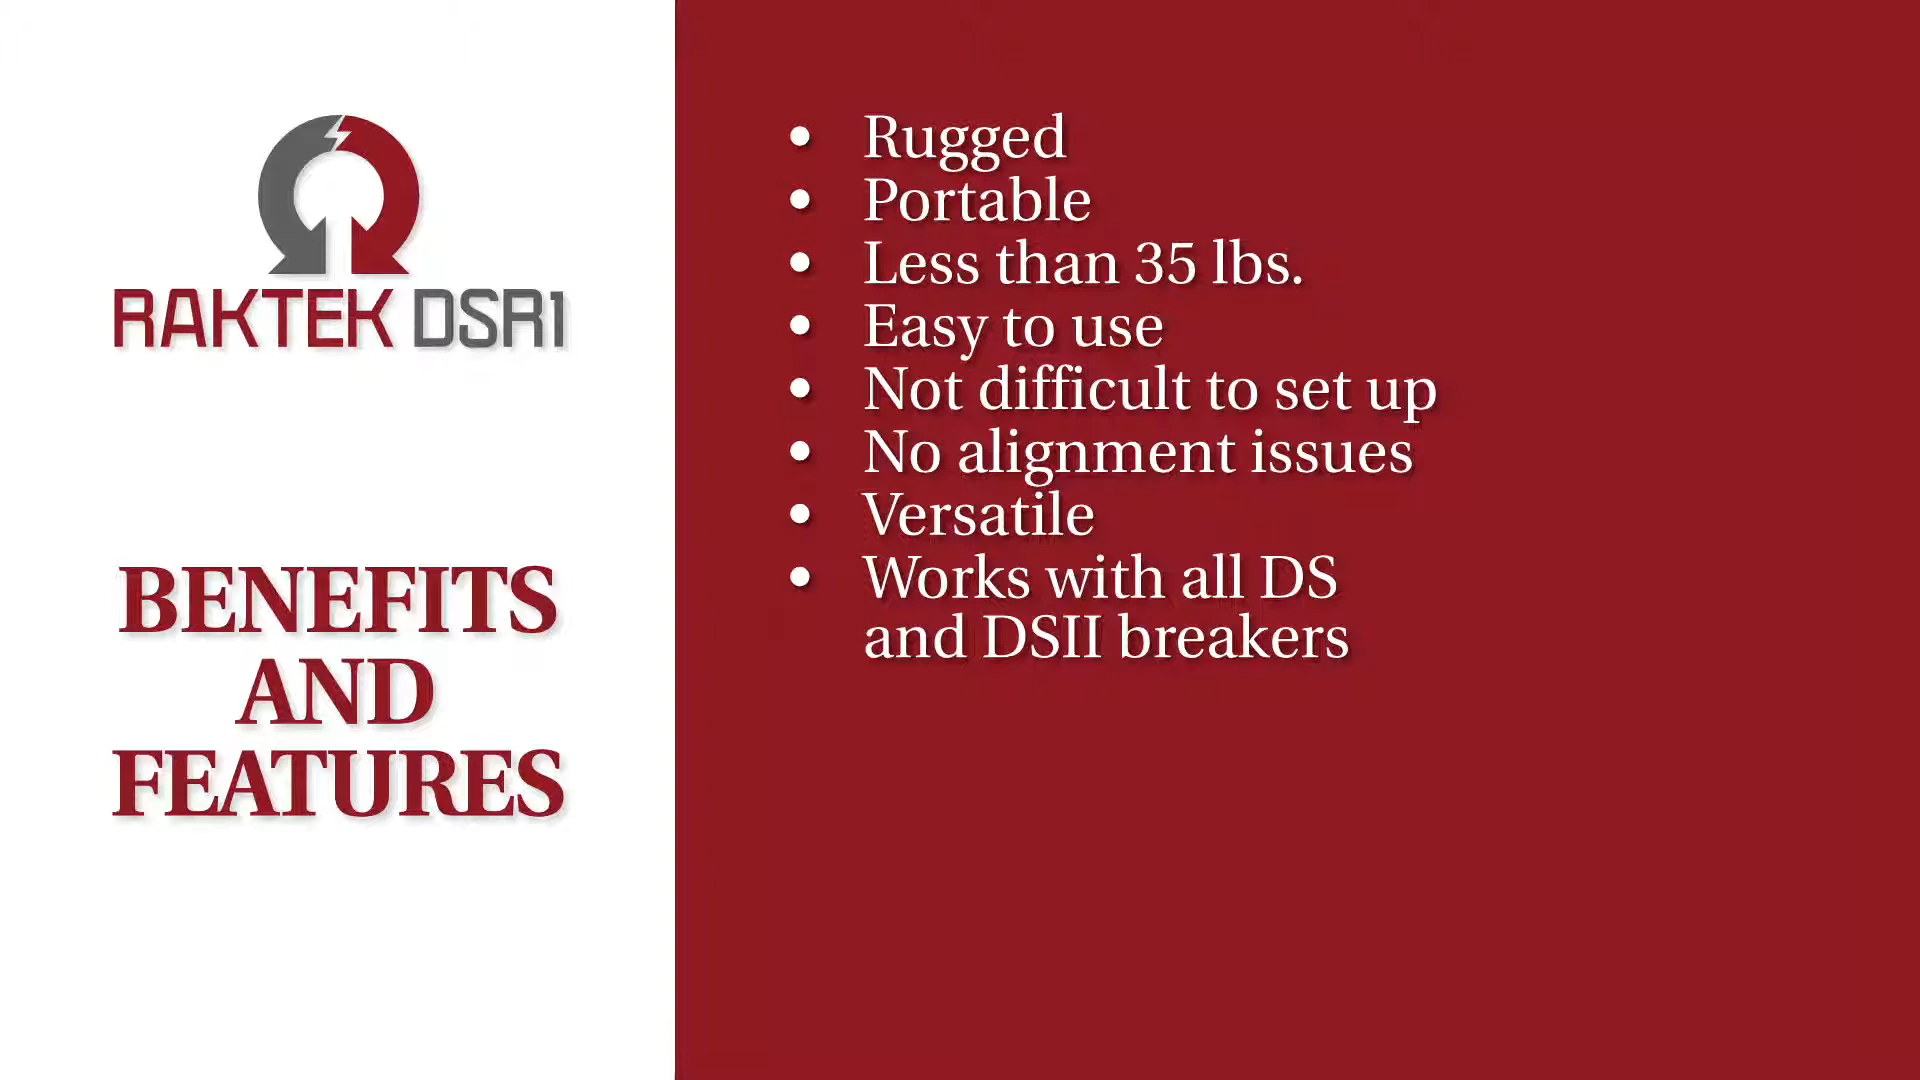 RAKTEK DSR1
BENEFITS
AND
FEATURES
• Rugged
• Portable
• Less than 35 lbs.
• Easy to use
• Not difficult to set up
• No alignment issues
• Versatile
• Works with all DS
and DSII breakers